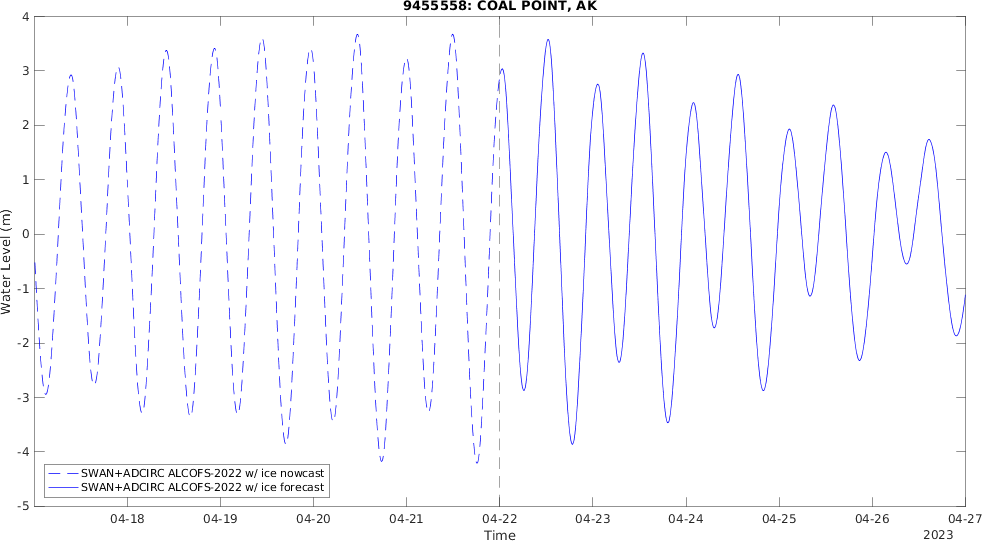 9455558: COAL POINT, AK
Water Level (m)
4
3
2
1
0
-1
-2
-3
-4
-5
SWAN+ADCIRC ALCOFS-2022 w/ ice nowcast
SWAN+ADCIRC ALCOFS-2022 w/ ice forecast
04-18 04-19 04-20 04-21 04-22 04-23 04-24 04-25 04-26 04-27
Time
2023